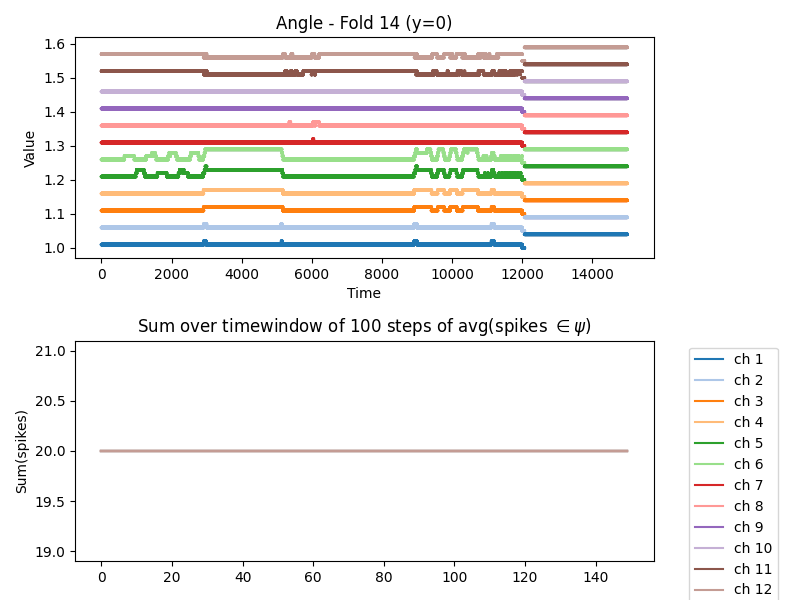 Angle - Fold 14 (y=0)
1.6
1.5
1.4
1.3
1.2
1.1
1.0
Value
0 2000 4000 6000 8000 10000 12000 14000
Time
Sum over timewindow of 100 steps of avg(spikes ∈ ψ)
21.0
20.5
20.0
19.5
19.0
Sum(spikes)
0 20 40 60 80 100 120 140
ch 1
ch 2
ch 3
ch 4
ch 5
ch 6
ch 7
ch 8
ch 9
ch 10
ch 11
ch 12